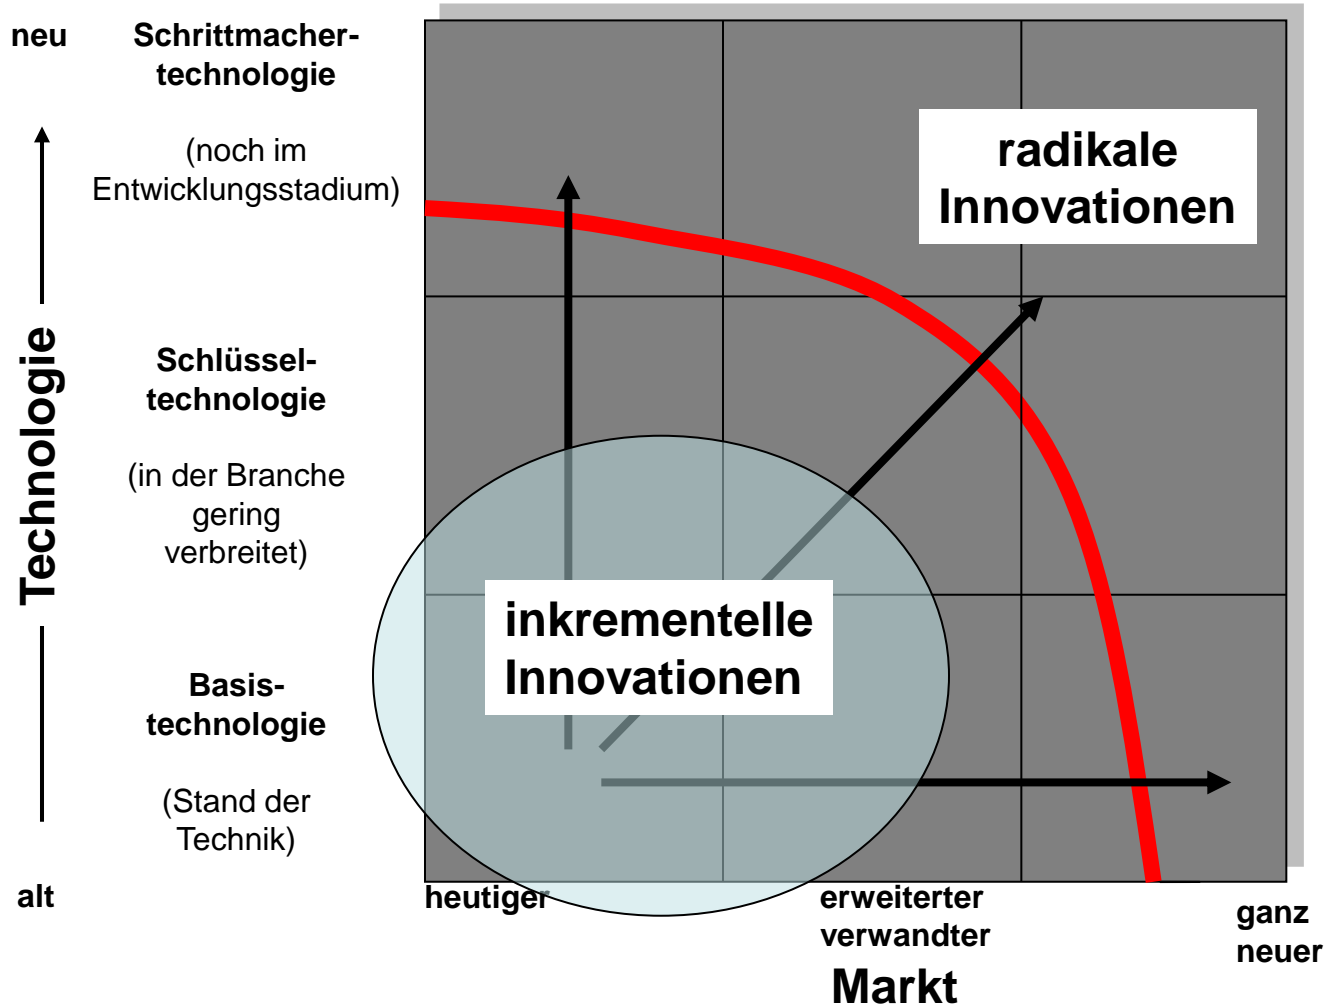 neu
Schrittmacher-
technologie
(noch im
Entwicklungsstadium)
radikale
Innovationen
Technologie
Schlüssel-
technologie
(in der Branche
gering
verbreitet)
inkrementelle
Innovationen
Basis-
technologie
(Stand der
Technik)
alt
heutiger
erweiterter
verwandter
ganz
neuer
Markt